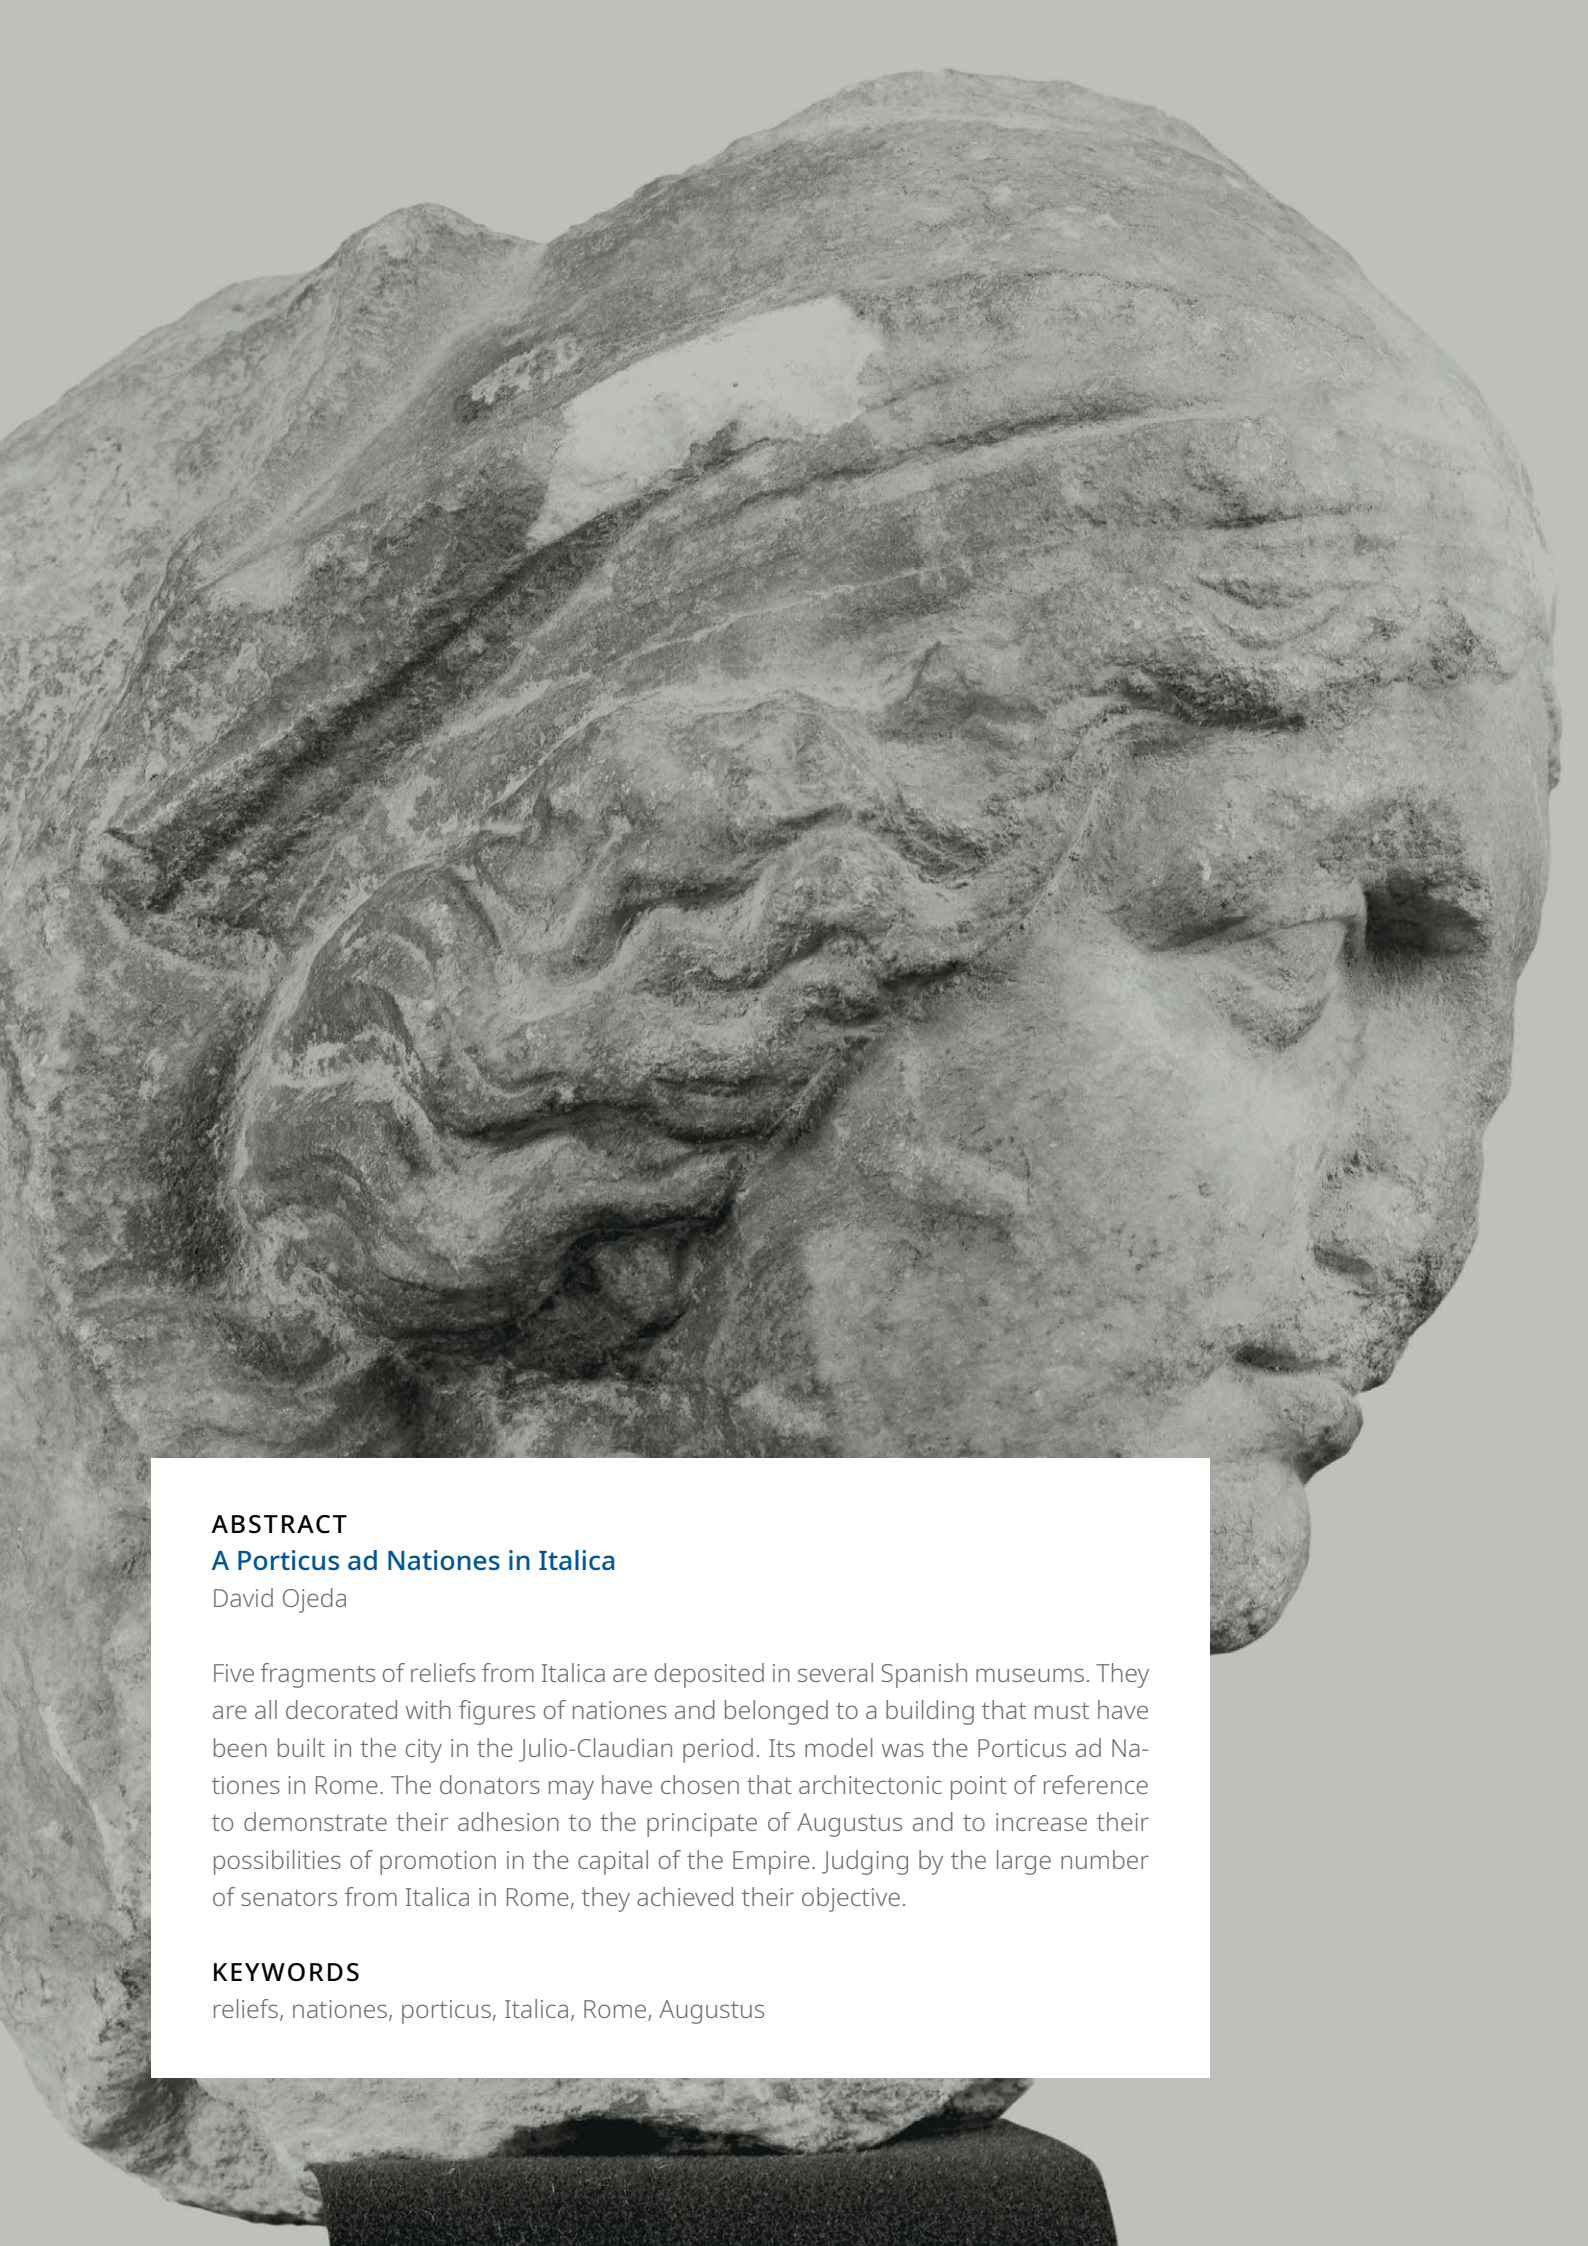 ABSTRACT
A Porticus ad Nationes in Italica
David Ojeda
Five fragments of reliefs from Italica are deposited in several Spanish museums. They
are all decorated with figures of nationes and belonged to a building that must have
been built in the city in the Julio-Claudian period. Its model was the Porticus ad Na-
tiones in Rome. The donators may have chosen that architectonic point of reference
to demonstrate their adhesion to the principate of Augustus and to increase their
possibilities of promotion in the capital of the Empire. Judging by the large number
of senators from Italica in Rome, they achieved their objective.
KEYWORDS
reliefs, nationes, porticus, Italica, Rome, Augustus